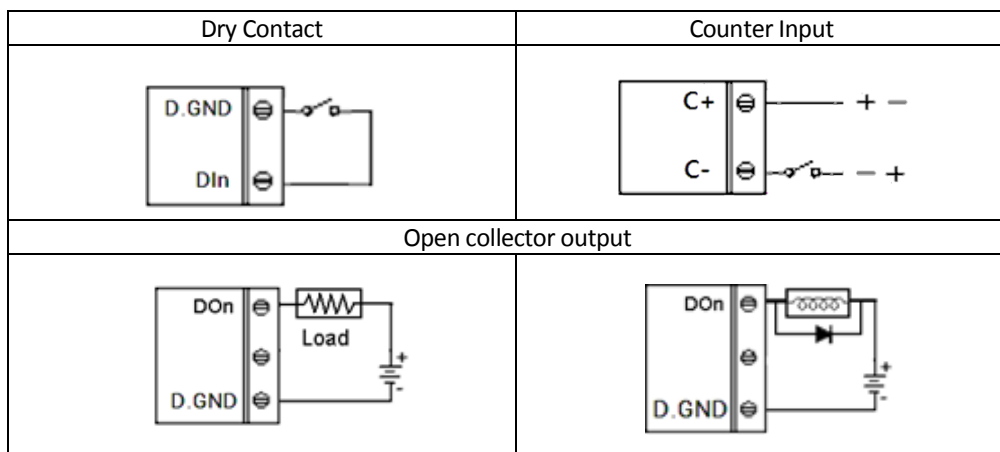 Dry Contact
Counter Input
D.GND
DIn
C+
+ −
C-
− +
Open collector output
DOn
Load
+
-
D.GND
DOn
+
-
D.GND